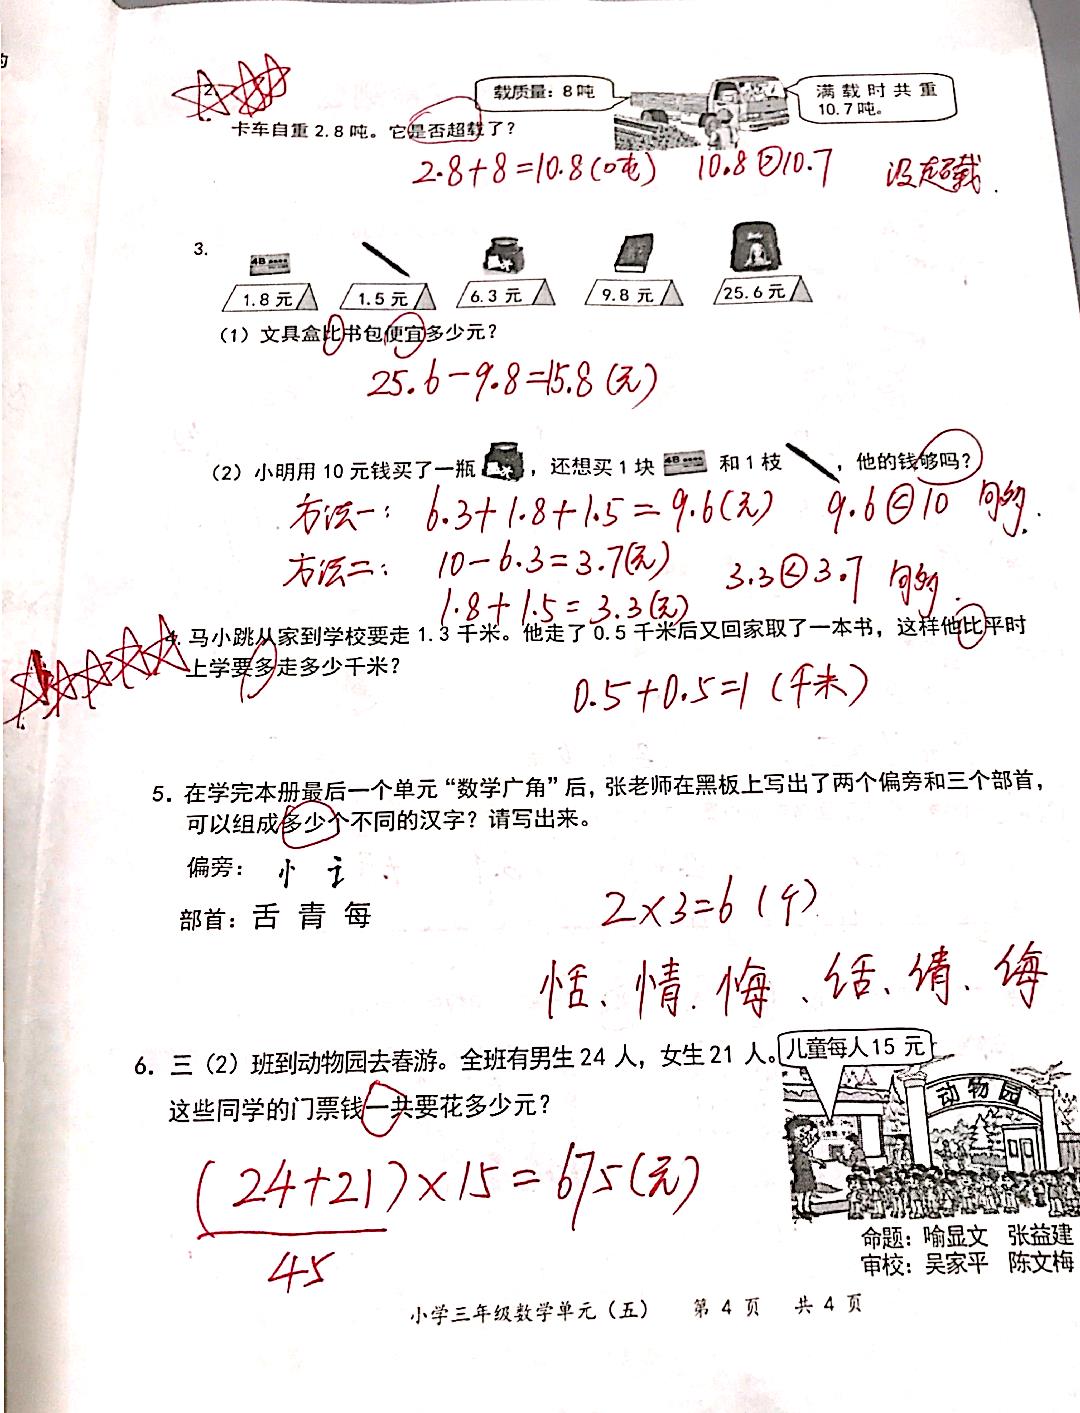 的
2. 载质量：8吨 满载时共重
10.7吨。
卡车自重2.8吨。它是否超载了？
2.8+8=10.8(吨) 10.8>10.7 没超载.
3.
4B
1.8元 1.5元 6.3元 9.8元 25.6元
（1）文具盒比书包便宜多少元？
25.6-9.8=15.8(元)
（2）小明用10元钱买了一瓶，还想买1块 4B 和1枝，他的钱够吗？
方法一： 6.3+1.8+1.5=9.6(元) 9.6<10 够.
方法二： 10-6.3=3.7(元) 3.3<3.7 够.
1.8+1.5=3.3(元)
4. 马小跳从家到学校要走1.3千米。他走了0.5千米后又回家取了一本书，这样他比平时
上学要多走多少千米？
0.5+0.5=1(千米)
5. 在学完本册最后一个单元“数学广角”后，张老师在黑板上写出了两个偏旁和三个部首，
可以组成多少个不同的汉字？请写出来。
偏旁： 忄 讠
部首：舌 青 每
2×3=6(个)
恬、情、悔、话、请、诲
6. 三（2）班到动物园去春游。全班有男生24人，女生21人。 儿童每人15元
这些同学的门票钱一共要花多少元？
动物园
(24+21)×15=675(元)
45
命题：喻显文 张益建
审校：吴家平 陈文梅
小学三年级数学单元（五） 第4页 共4页